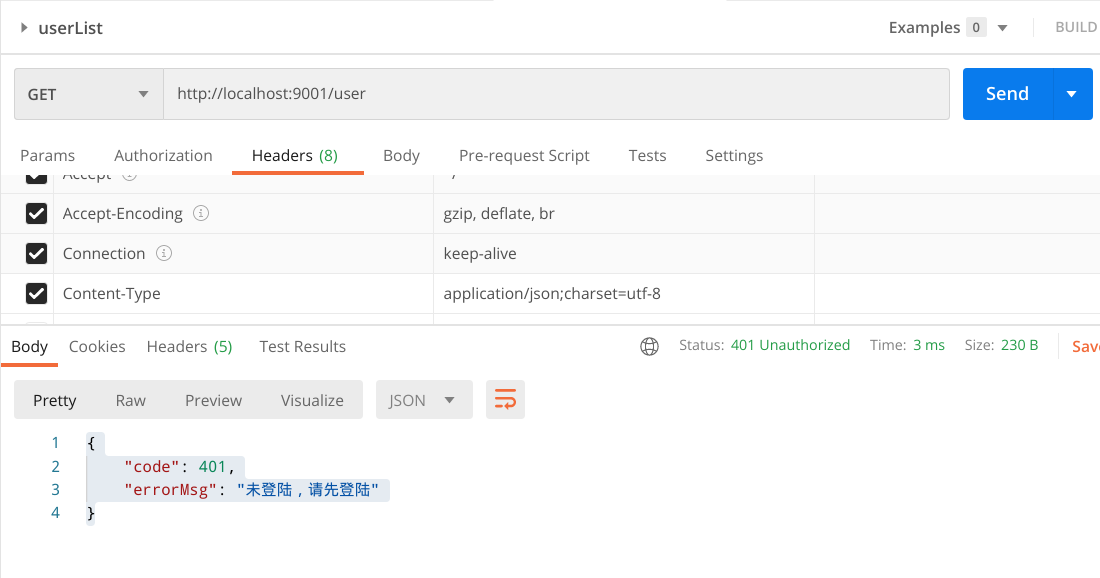 userList
Examples 0
BUILD
GET
http://localhost:9001/user
Send
Params Authorization Headers (8) Body Pre-request Script Tests Settings
Accept
Accept-Encoding gzip, deflate, br
Connection keep-alive
Content-Type application/json;charset=utf-8
Body Cookies Headers (5) Test Results Status: 401 Unauthorized Time: 3 ms Size: 230 B
Pretty Raw Preview Visualize JSON
1 {
2 "code": 401,
3 "errorMsg": "未登陆，请先登陆"
4 }